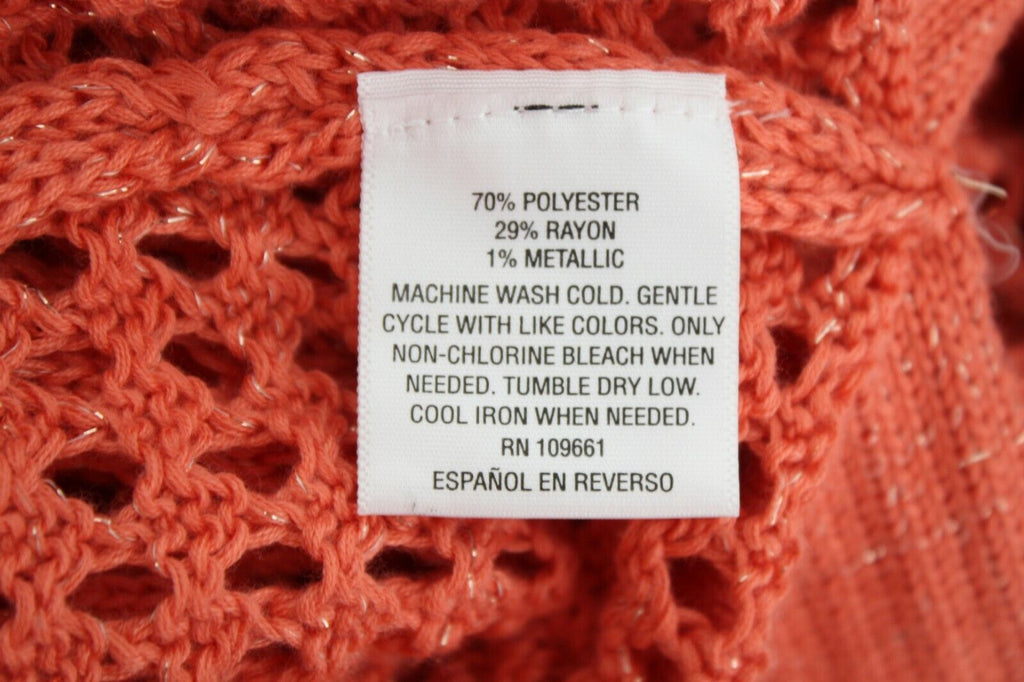 70% POLYESTER
29% RAYON
1% METALLIC
MACHINE WASH COLD. GENTLE
CYCLE WITH LIKE COLORS. ONLY
NON-CHLORINE BLEACH WHEN
NEEDED. TUMBLE DRY LOW.
COOL IRON WHEN NEEDED.
RN 109661
ESPAÑOL EN REVERSO